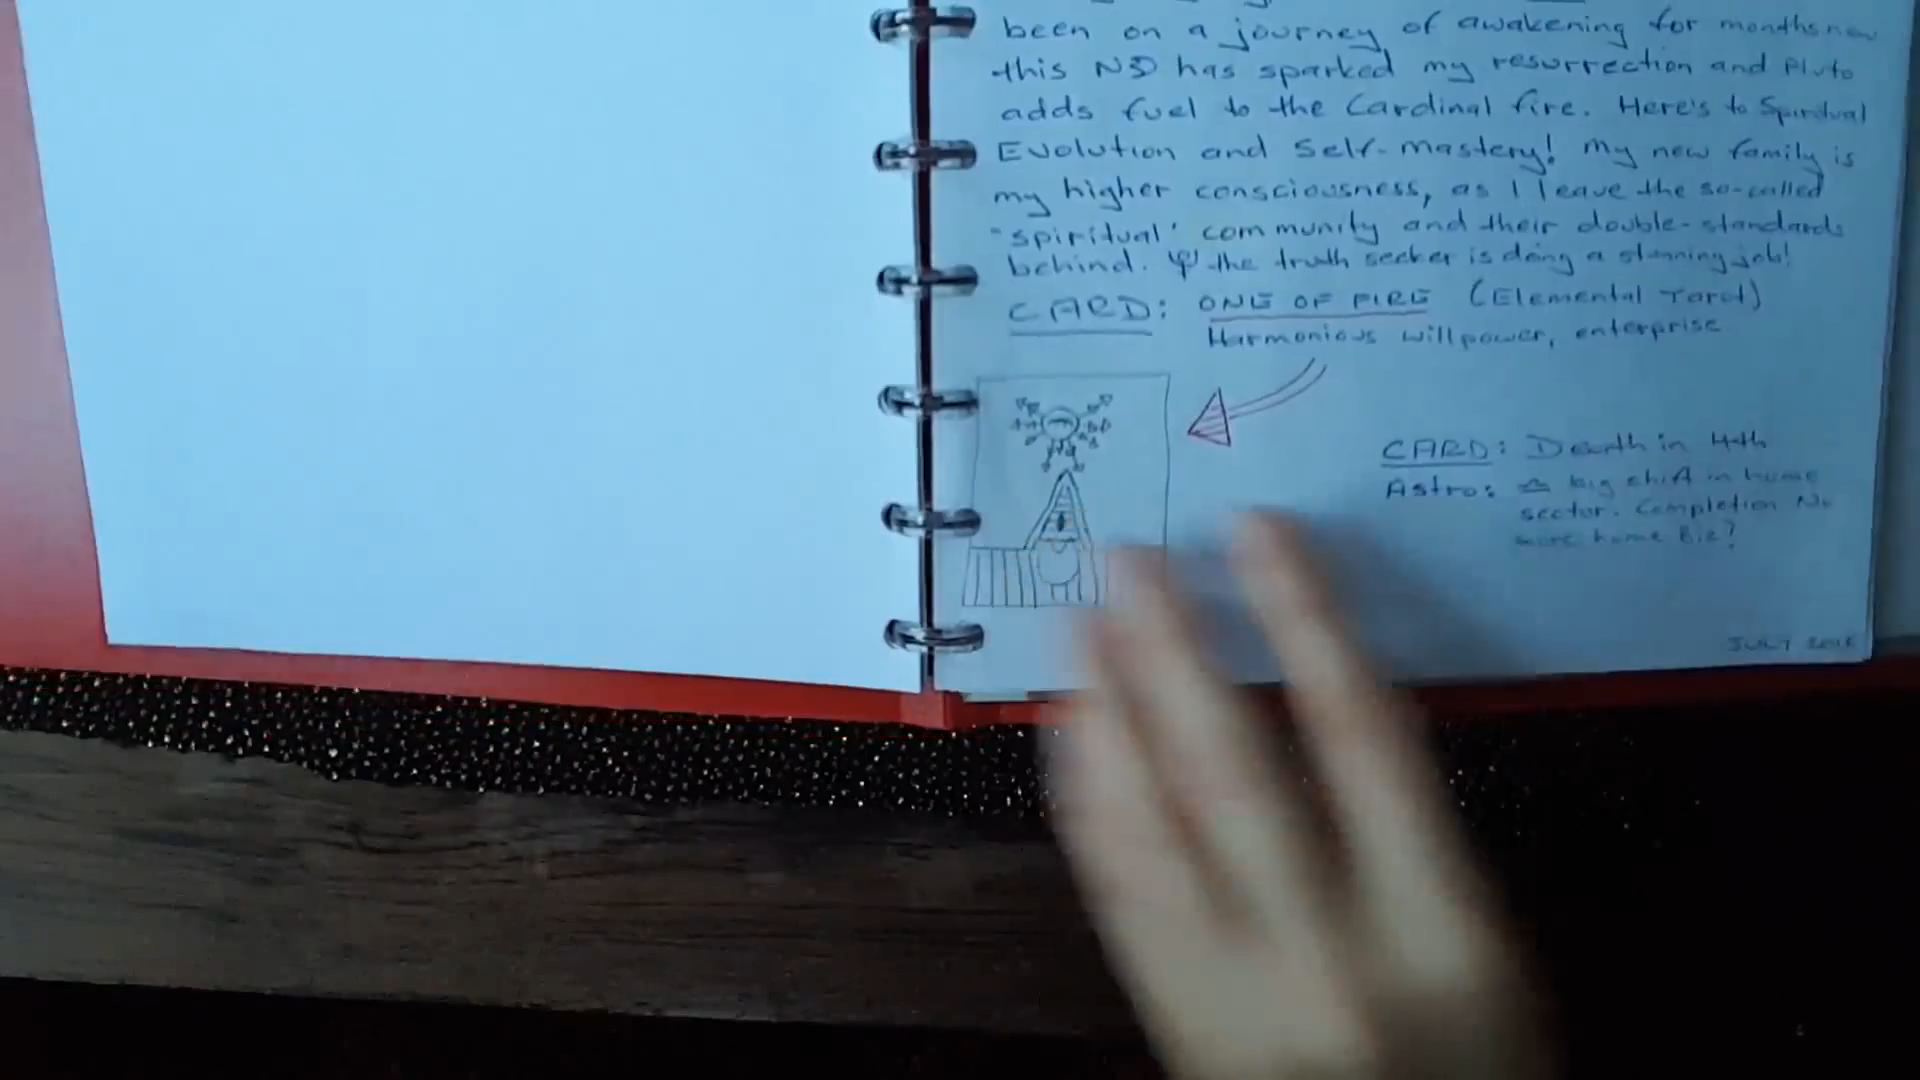 been on a journey of awakening for months now
this N☽ has sparked my resurrection and Pluto
adds fuel to the Cardinal fire. Here's to Spiritual
Evolution and Self-mastery! My new family is
my higher consciousness, as I leave the so-called
"spiritual" community and their double-standards
behind. the truth seeker is doing a stunning job!
CARD: ONE OF FIRE (Elemental Tarot)
Harmonious willpower, enterprise
CARD: Death in 4th
Astro: ♎ big shift in home
sector. Completion No
more home Biz?
JULY